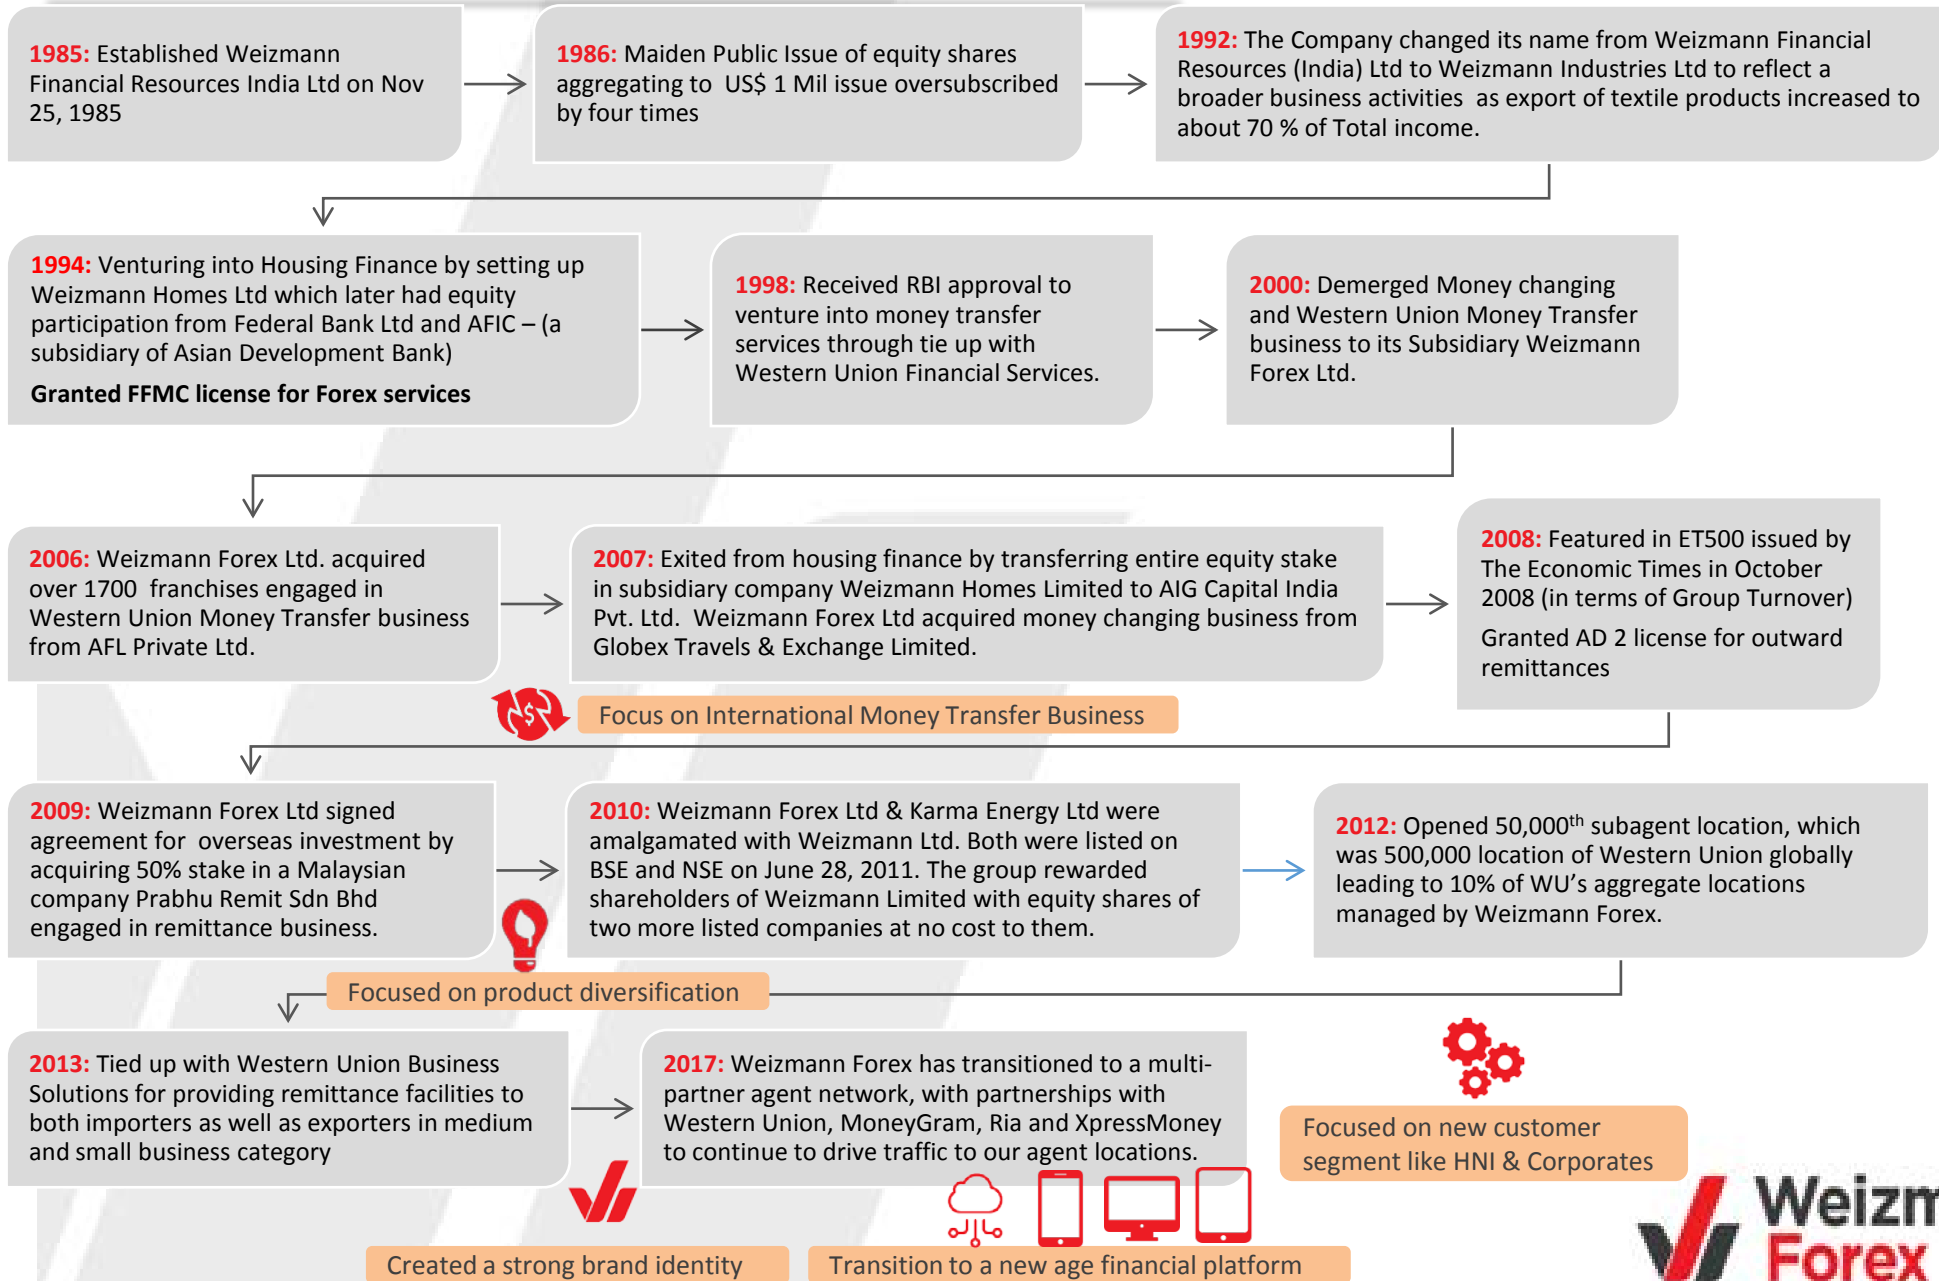 1985: Established Weizmann
Financial Resources India Ltd on Nov
25, 1985
1986: Maiden Public Issue of equity shares
aggregating to US$ 1 Mil issue oversubscribed
by four times
1992: The Company changed its name from Weizmann Financial
Resources (India) Ltd to Weizmann Industries Ltd to reflect a
broader business activities as export of textile products increased to
about 70 % of Total income.
1994: Venturing into Housing Finance by setting up
Weizmann Homes Ltd which later had equity
participation from Federal Bank Ltd and AFIC – (a
subsidiary of Asian Development Bank)
Granted FFMC license for Forex services
1998: Received RBI approval to
venture into money transfer
services through tie up with
Western Union Financial Services.
2000: Demerged Money changing
and Western Union Money Transfer
business to its Subsidiary Weizmann
Forex Ltd.
2006: Weizmann Forex Ltd. acquired
over 1700 franchises engaged in
Western Union Money Transfer business
from AFL Private Ltd.
2007: Exited from housing finance by transferring entire equity stake
in subsidiary company Weizmann Homes Limited to AIG Capital India
Pvt. Ltd. Weizmann Forex Ltd acquired money changing business from
Globex Travels & Exchange Limited.
2008: Featured in ET500 issued by
The Economic Times in October
2008 (in terms of Group Turnover)
Granted AD 2 license for outward
remittances
$
Focus on International Money Transfer Business
2009: Weizmann Forex Ltd signed
agreement for overseas investment by
acquiring 50% stake in a Malaysian
company Prabhu Remit Sdn Bhd
engaged in remittance business.
2010: Weizmann Forex Ltd & Karma Energy Ltd were
amalgamated with Weizmann Ltd. Both were listed on
BSE and NSE on June 28, 2011. The group rewarded
shareholders of Weizmann Limited with equity shares of
two more listed companies at no cost to them.
2012: Opened 50,000th subagent location, which
was 500,000 location of Western Union globally
leading to 10% of WU's aggregate locations
managed by Weizmann Forex.
Focused on product diversification
2013: Tied up with Western Union Business
Solutions for providing remittance facilities to
both importers as well as exporters in medium
and small business category
2017: Weizmann Forex has transitioned to a multi-
partner agent network, with partnerships with
Western Union, MoneyGram, Ria and XpressMoney
to continue to drive traffic to our agent locations.
Focused on new customer
segment like HNI & Corporates
Created a strong brand identity
Transition to a new age financial platform
Weizm
Forex